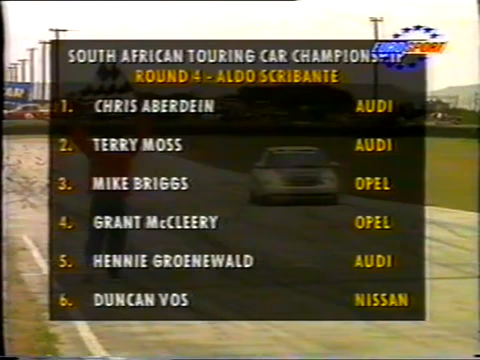 EUROSPORT
SOUTH AFRICAN TOURING CAR CHAMPIONSHIP
ROUND 4 - ALDO SCRIBANTE
1. CHRIS ABERDEIN AUDI
2. TERRY MOSS AUDI
3. MIKE BRIGGS OPEL
4. GRANT McCLEERY OPEL
5. HENNIE GROENEWALD AUDI
6. DUNCAN VOS NISSAN